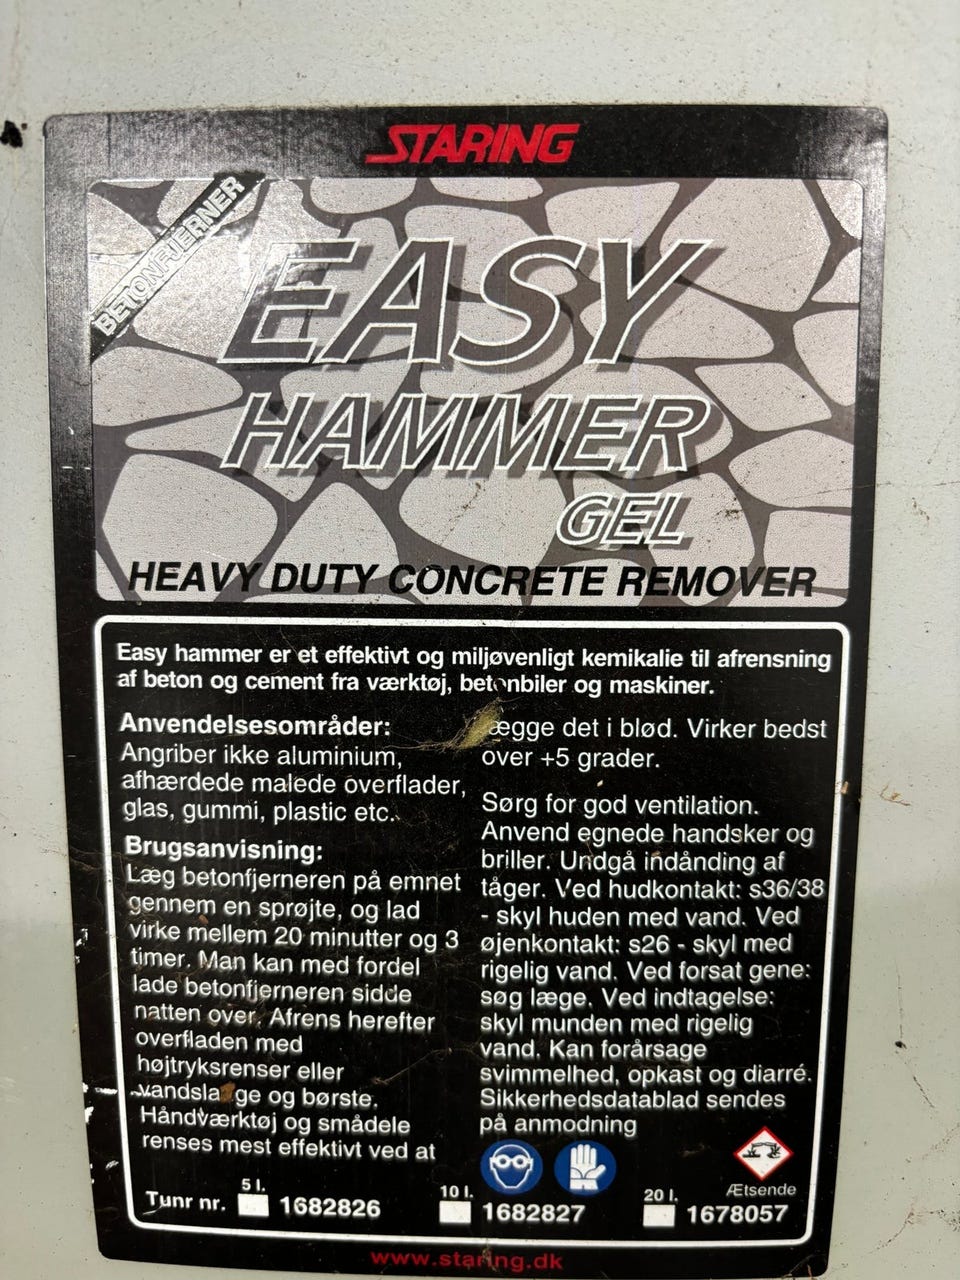 STARING
BETONFJERNER
EASY
HAMMER
GEL
HEAVY DUTY CONCRETE REMOVER
Easy hammer er et effektivt og miljøvenligt kemikalie til afrensning
af beton og cement fra værktøj, betonbiler og maskiner.
Anvendelsesområder:
Angriber ikke aluminium,
afhærdede malede overflader,
glas, gummi, plastic etc.
Brugsanvisning:
Læg betonfjerneren på emnet
gennem en sprøjte, og lad
virke mellem 20 minutter og 3
timer. Man kan med fordel
lade betonfjerneren sidde
natten over. Afrens herefter
overfladen med
højtryksrenser eller
vandslange og børste.
Håndværktøj og smådele
renses mest effektivt ved at
lægge det i blød. Virker bedst
over +5 grader.
Sørg for god ventilation.
Anvend egnede handsker og
briller. Undgå indånding af
tåger. Ved hudkontakt: s36/38
- skyl huden med vand. Ved
øjenkontakt: s26 - skyl med
rigelig vand. Ved forsat gene:
søg læge. Ved indtagelse:
skyl munden med rigelig
vand. Kan forårsage
svimmelhed, opkast og diarré.
Sikkerhedsdatablad sendes
på anmodning
Ætsende
Tunr nr. 5 l. 1682826 10 l. 1682827 20 l. 1678057
www.staring.dk